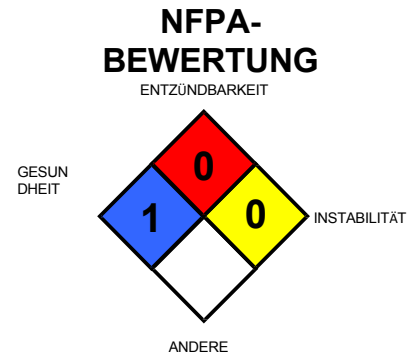 NFPA-
BEWERTUNG
ENTZÜNDBARKEIT
GESUN
DHEIT
0
1
0
INSTABILITÄT
ANDERE